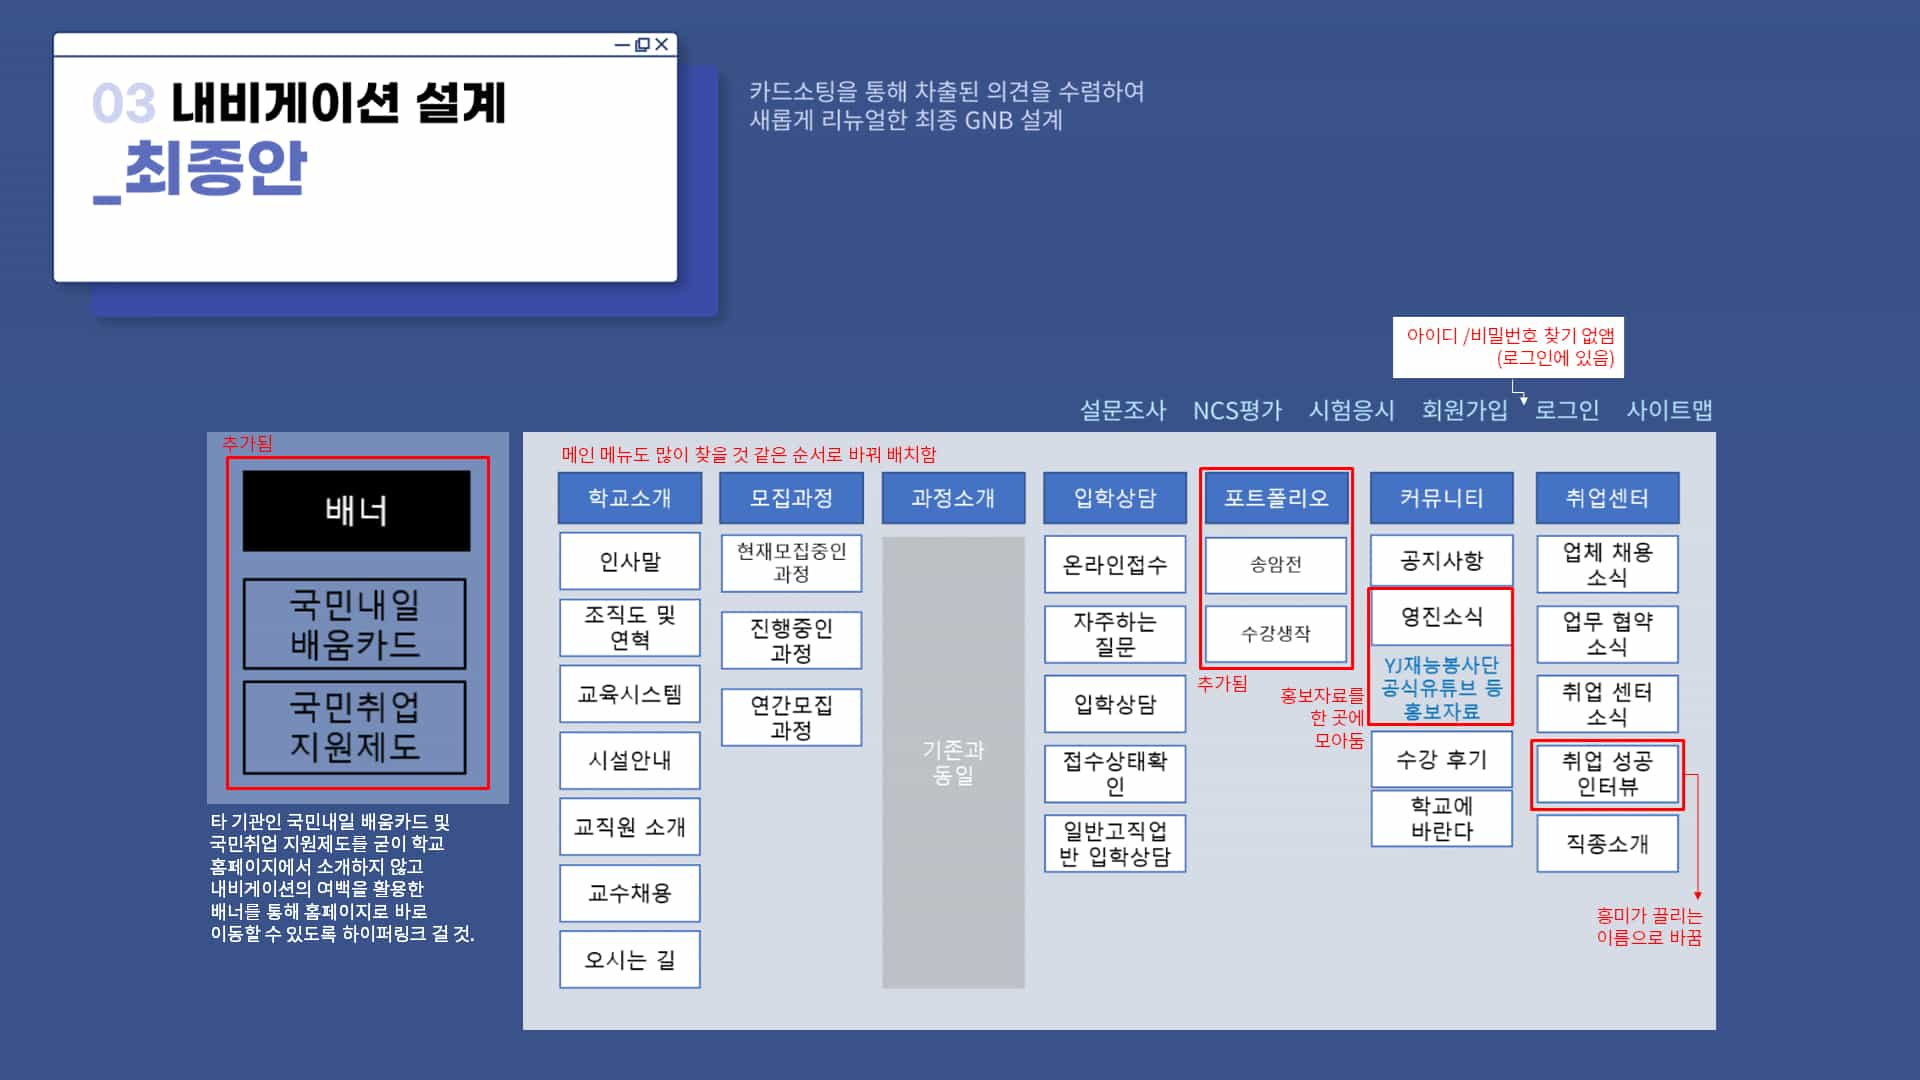 03 내비게이션 설계
_최종안
카드소팅을 통해 차출된 의견을 수렴하여
새롭게 리뉴얼한 최종 GNB 설계
아이디 /비밀번호 찾기 없앰
(로그인에 있음)
설문조사 NCS평가 시험응시 회원가입 로그인 사이트맵
추가됨
배너
국민내일
배움카드
국민취업
지원제도
타 기관인 국민내일 배움카드 및
국민취업 지원제도를 굳이 학교
홈페이지에서 소개하지 않고
내비게이션의 여백을 활용한
배너를 통해 홈페이지로 바로
이동할 수 있도록 하이퍼링크 걸 것.
메인 메뉴도 많이 찾을 것 같은 순서로 바꿔 배치함
학교소개
인사말
조직도 및
연혁
교육시스템
시설안내
교직원 소개
교수채용
오시는 길
모집과정
현재모집중인
과정
진행중인
과정
연간모집
과정
과정소개
기존과
동일
입학상담
온라인접수
자주하는
질문
입학상담
접수상태확
인
일반고직업
반 입학상담
포트폴리오
송암전
수강생작
추가됨
커뮤니티
공지사항
영진소식
YJ재능봉사단
공식유튜브 등
홍보자료
홍보자료를
한 곳에
모아둠
수강 후기
학교에
바란다
취업센터
업체 채용
소식
업무 협약
소식
취업 센터
소식
취업 성공
인터뷰
직종소개
흥미가 끌리는
이름으로 바꿈